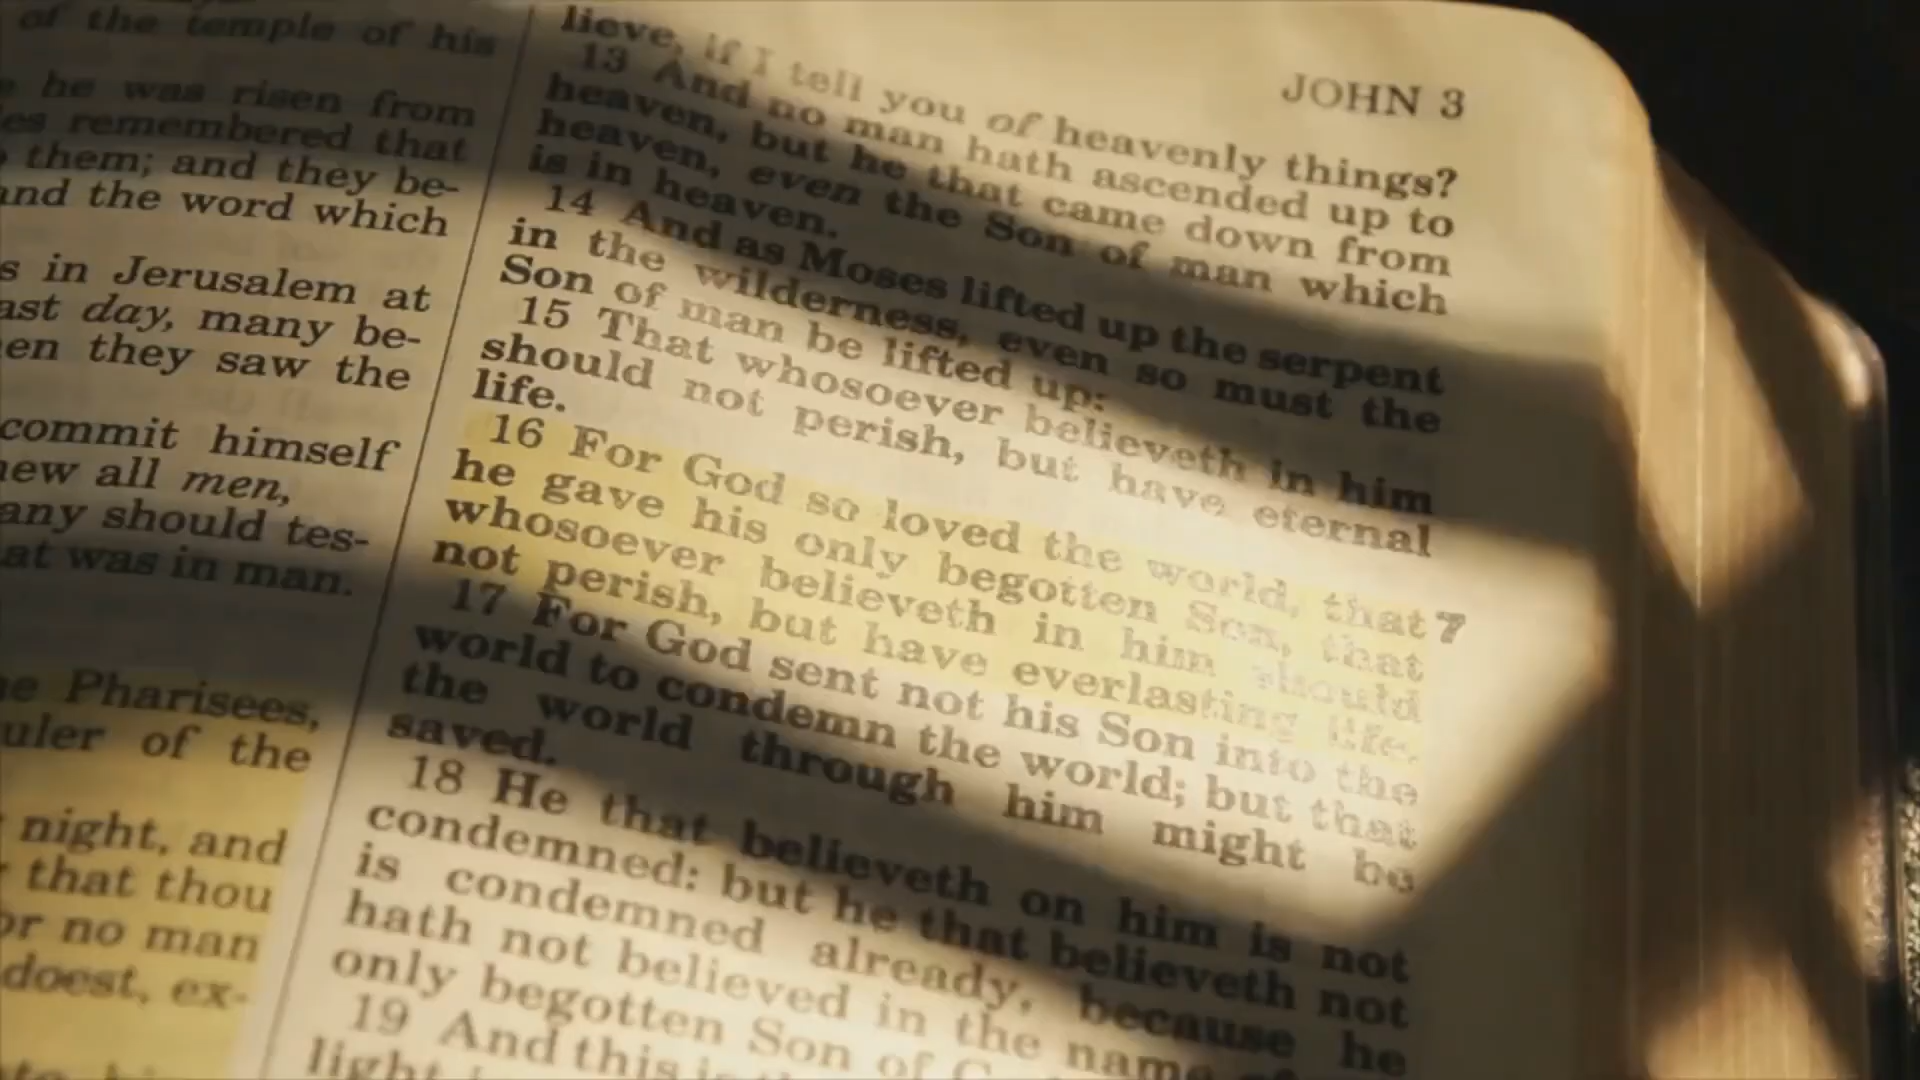 of the temple of his
he was risen from
remembered that
them; and they be-
and the word which
s in Jerusalem at
ast day, many be-
en they saw the
commit himself
new all men,
any should tes-
at was in man.
he Pharisees,
uler of the
night, and
that thou
or no man
doest, ex-
JOHN 3
lieve, if I tell you of heavenly things?
13 And no man hath ascended up to
heaven, but he that came down from
heaven, even the Son of man which
is in heaven.
14 And as Moses lifted up the serpent
in the wilderness, even so must the
Son of man be lifted up:
15 That whosoever believeth in him
should not perish, but have eternal
life.
16 For God so loved the world, that 7
he gave his only begotten Son, that
whosoever believeth in him should
not perish, but have everlasting life.
17 For God sent not his Son into the
world to condemn the world; but that
the world through him might be
saved.
18 He that believeth on him is not
condemned: but he that believeth not
is condemned already, because he
hath not believed in the name of
only begotten Son of
19 And this is
light